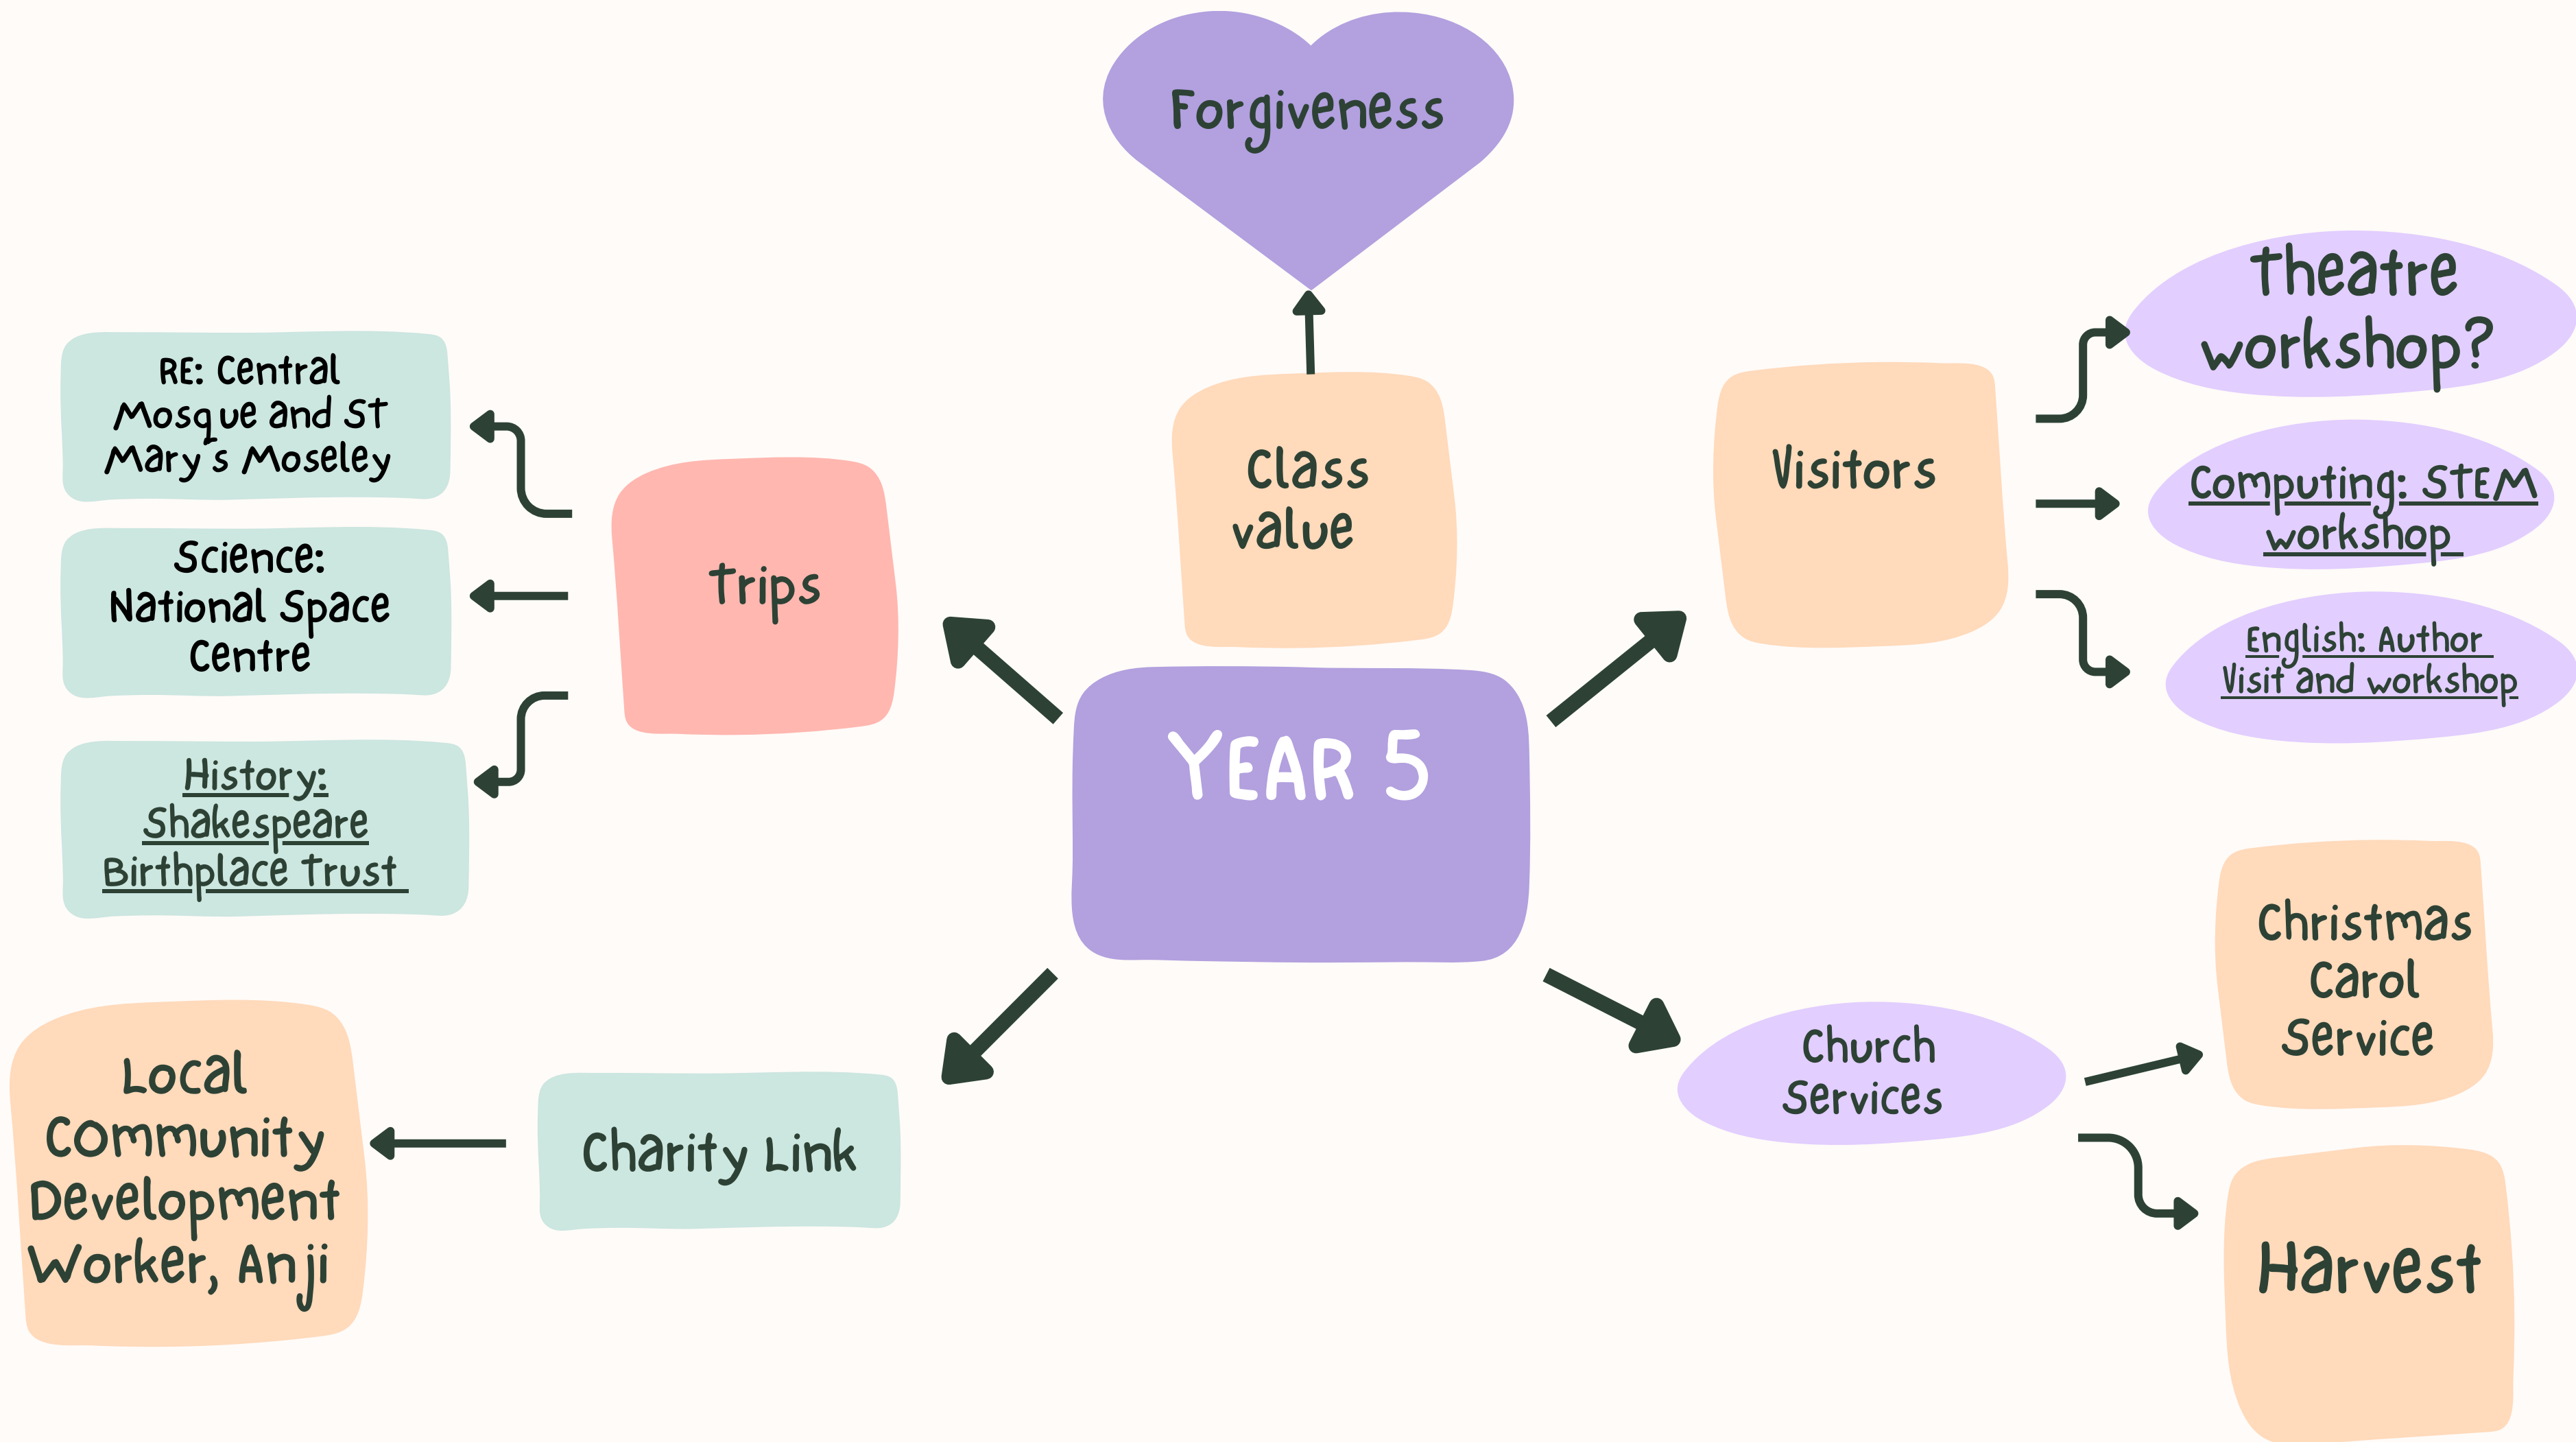 Forgiveness
Class
value
YEAR 5
Trips
RE: Central
Mosque and St
Mary's Moseley
Science:
National Space
Centre
History:
Shakespeare
Birthplace Trust
Visitors
Theatre
workshop?
Computing: STEM
workshop
English: Author
Visit and workshop
Charity Link
Local
Community
Development
Worker, Anji
Church
Services
Christmas
Carol
Service
Harvest